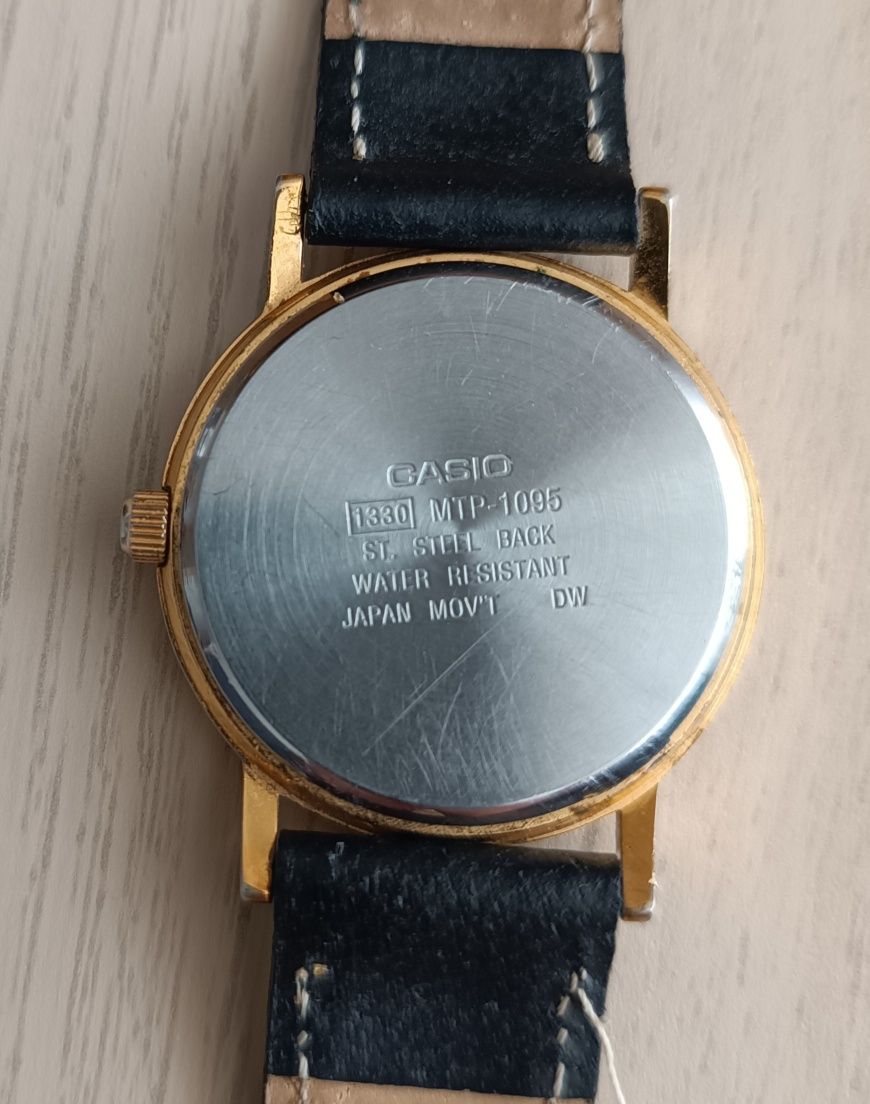 CASIO
1330 MTP-1095
ST. STEEL BACK
WATER RESISTANT
JAPAN MOV'T DW